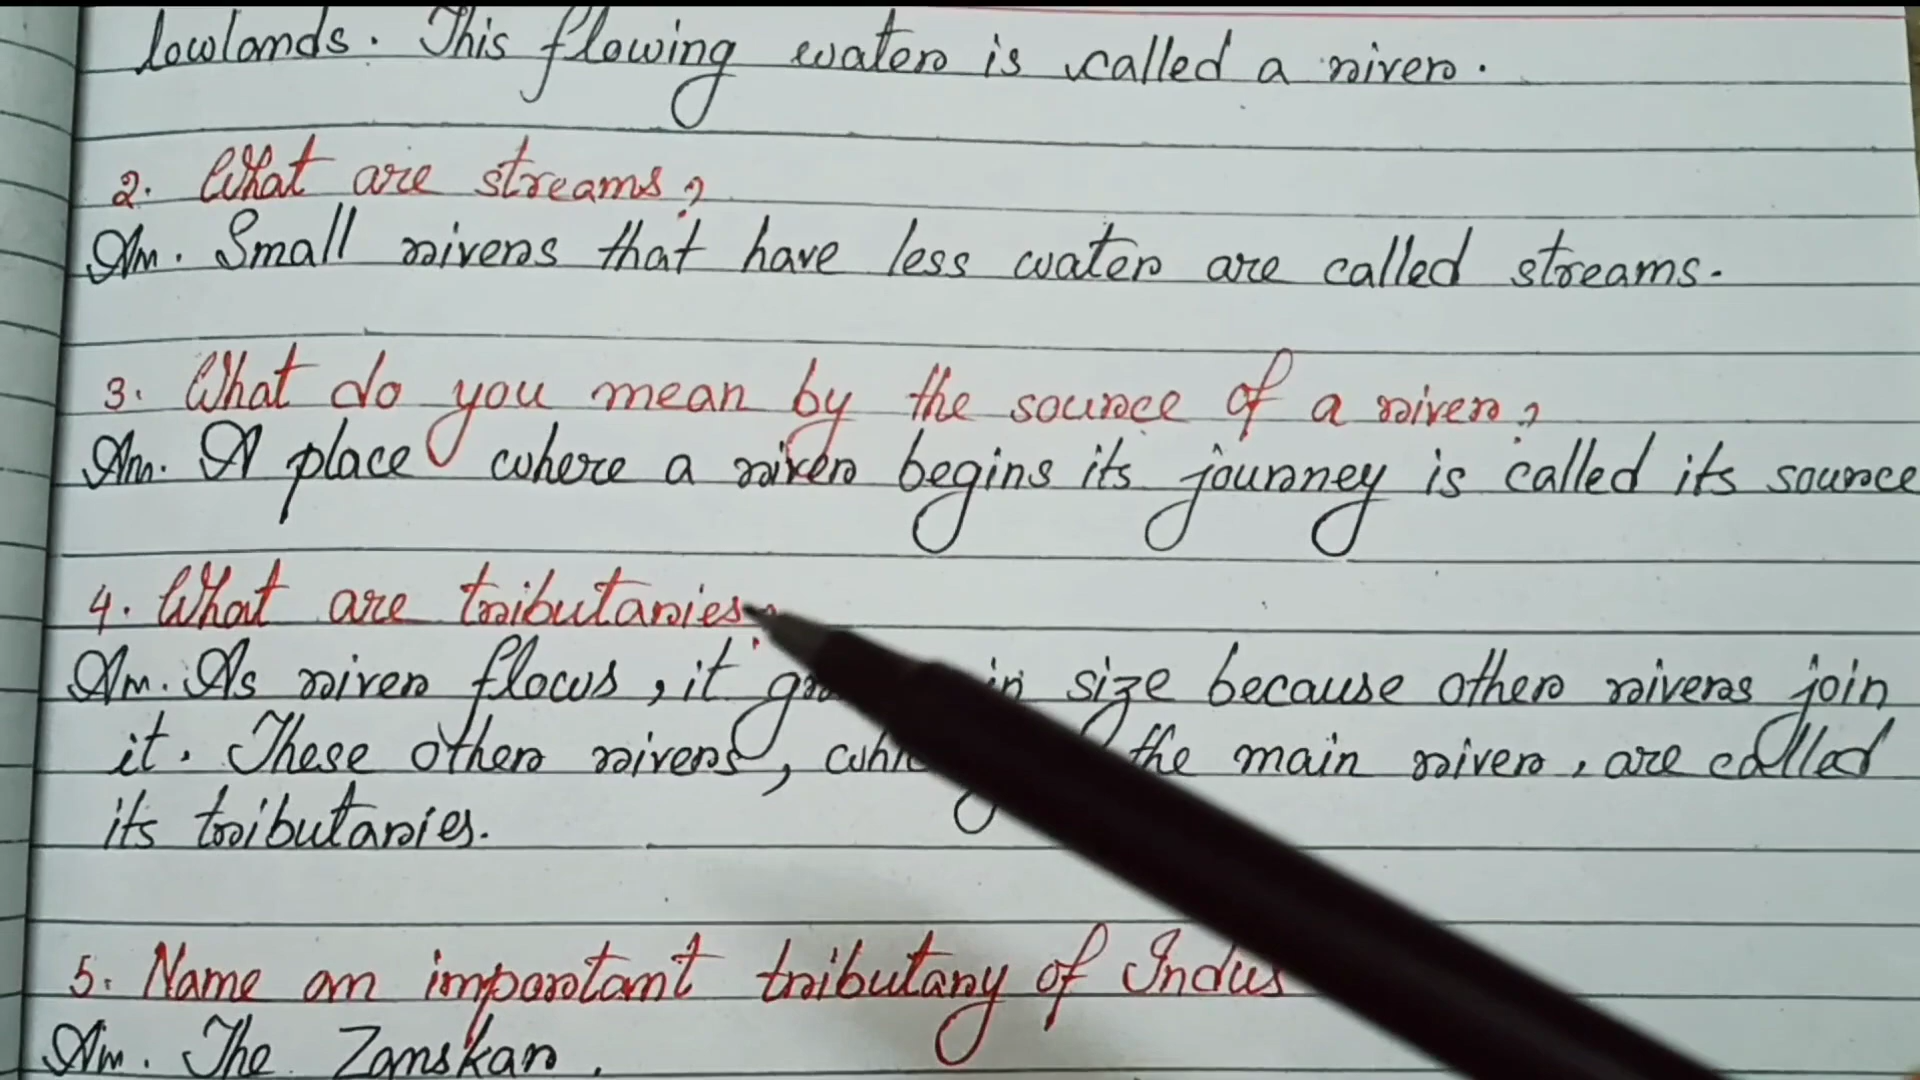 lowlands. This flowing water is called a river.
2. What are streams?
Ans. Small rivers that have less water are called streams.
3. What do you mean by the source of a river?
Ans. A place where a river begins its journey is called its source
4. What are tributaries?
Ans. As river flows, it in size because other rivers join
it. These other rivers, the main river, are called
its tributaries.
5. Name an important tributary of Indus
Ans. The Zanskar.